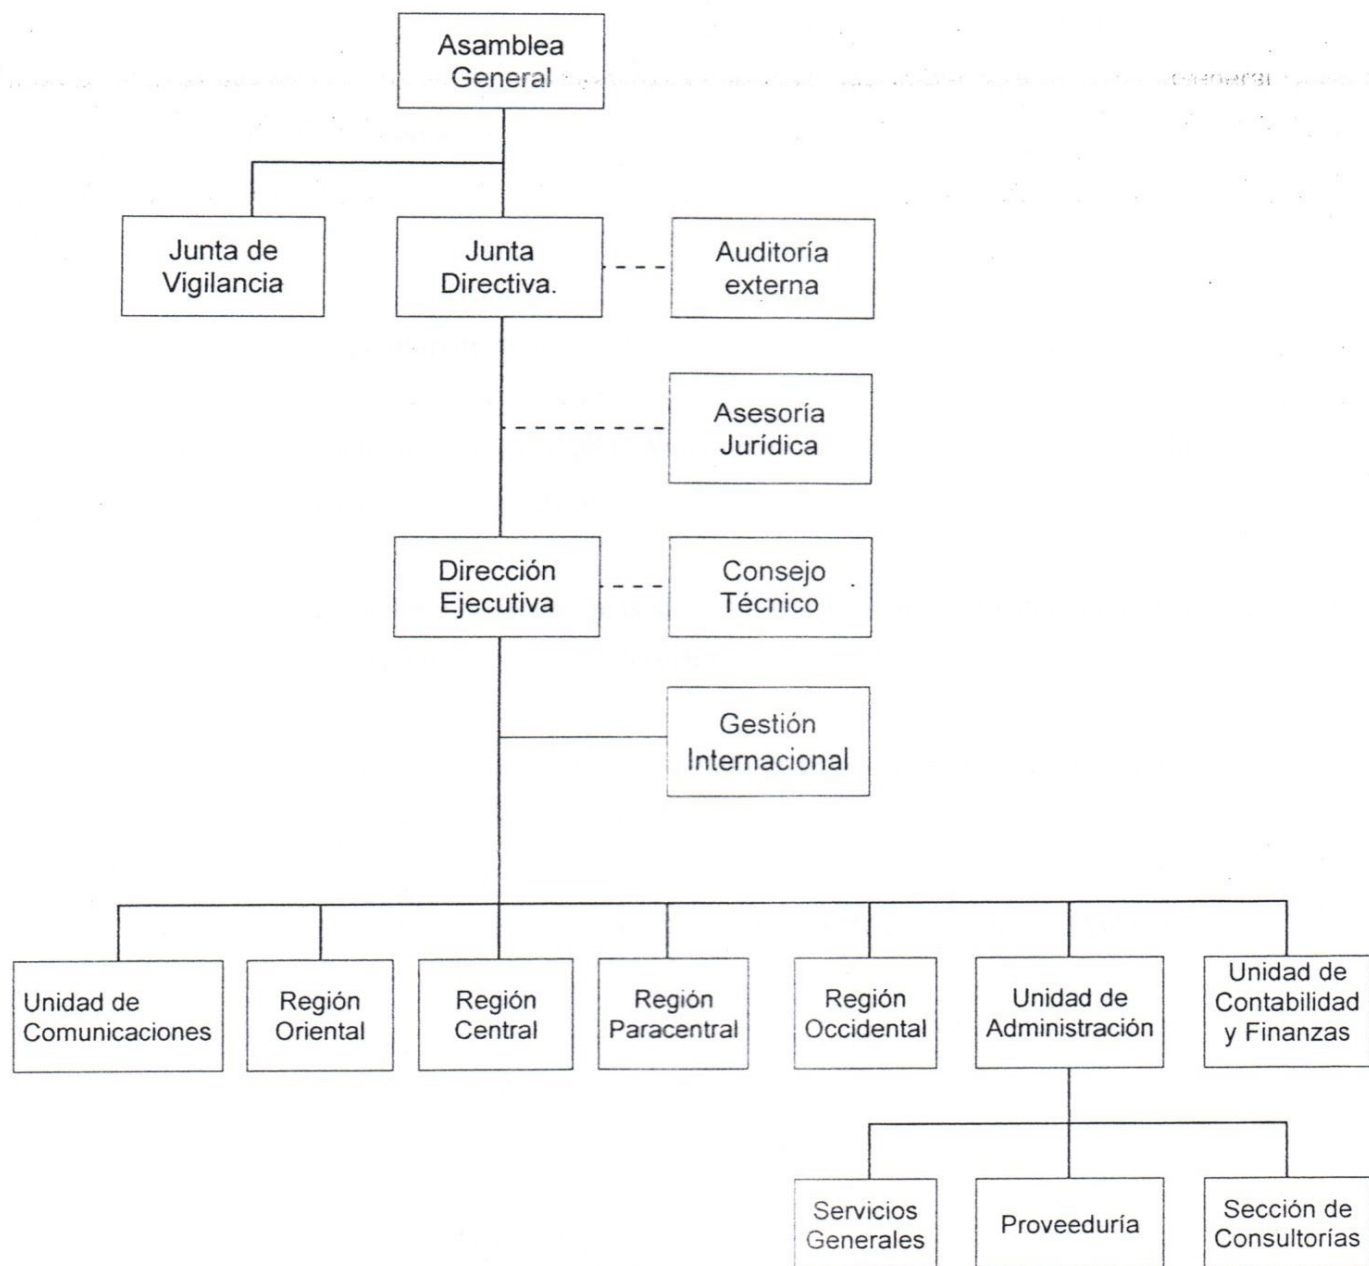 Asamblea
General
Junta de
Vigilancia
Junta
Directiva.
Auditoría
externa
Asesoría
Jurídica
Dirección
Ejecutiva
Consejo
Técnico
Gestión
Internacional
Unidad de
Comunicaciones
Región
Oriental
Región
Central
Región
Paracentral
Región
Occidental
Unidad de
Administración
Unidad de
Contabilidad
y Finanzas
Servicios
Generales
Proveeduría
Sección de
Consultorías